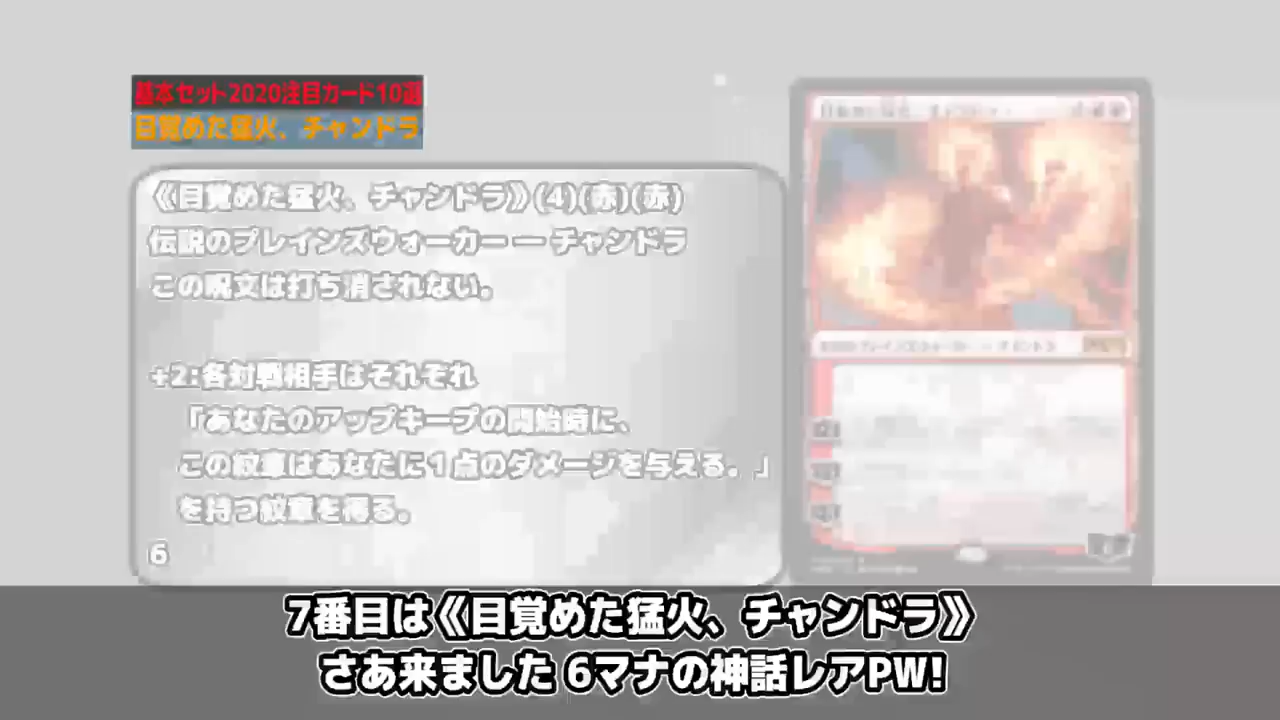 基本セット2020注目カード10選
目覚めた猛火、チャンドラ
《目覚めた猛火、チャンドラ》(4)(赤)(赤)
伝説のプレインズウォーカー ― チャンドラ
この呪文は打ち消されない。
+2:各対戦相手はそれぞれ
「あなたのアップキープの開始時に、
この紋章はあなたに１点のダメージを与える。」
を持つ紋章を得る。
6
7番目は《目覚めた猛火、チャンドラ》
さあ来ました 6マナの神話レアPW!